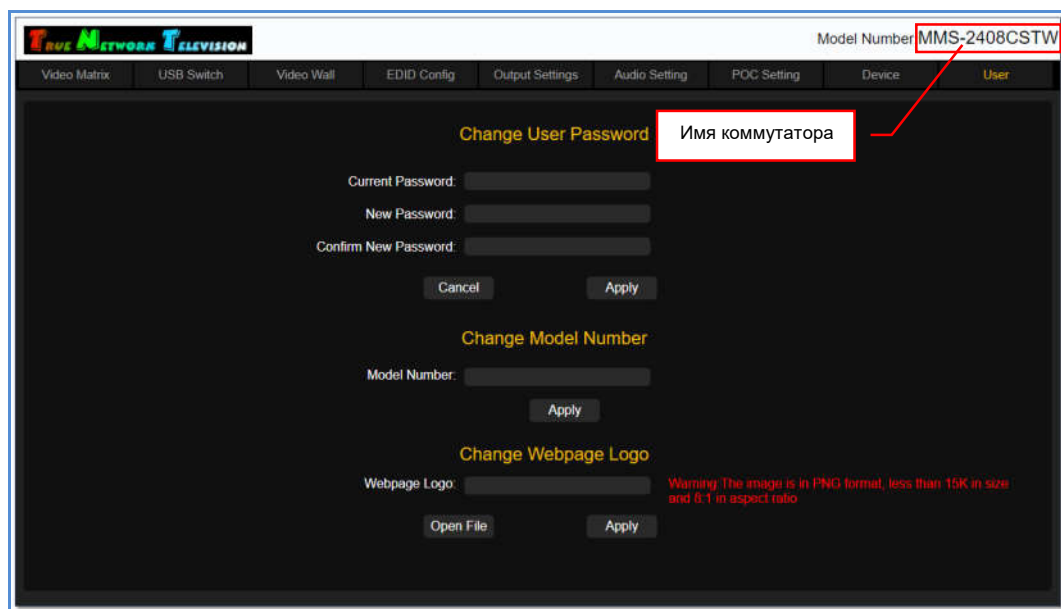 TRUE NETWORK TELEVISION
Model Number:MMS-2408CSTW
Video Matrix USB Switch Video Wall EDID Config Output Settings Audio Setting POC Setting Device User
Change User Password
Имя коммутатора
Current Password:
New Password:
Confirm New Password:
Cancel Apply
Change Model Number
Model Number:
Apply
Change Webpage Logo
Webpage Logo:
Warning:The image is in PNG format, less than 15K in size
and 6:1 in aspect ratio
Open File Apply